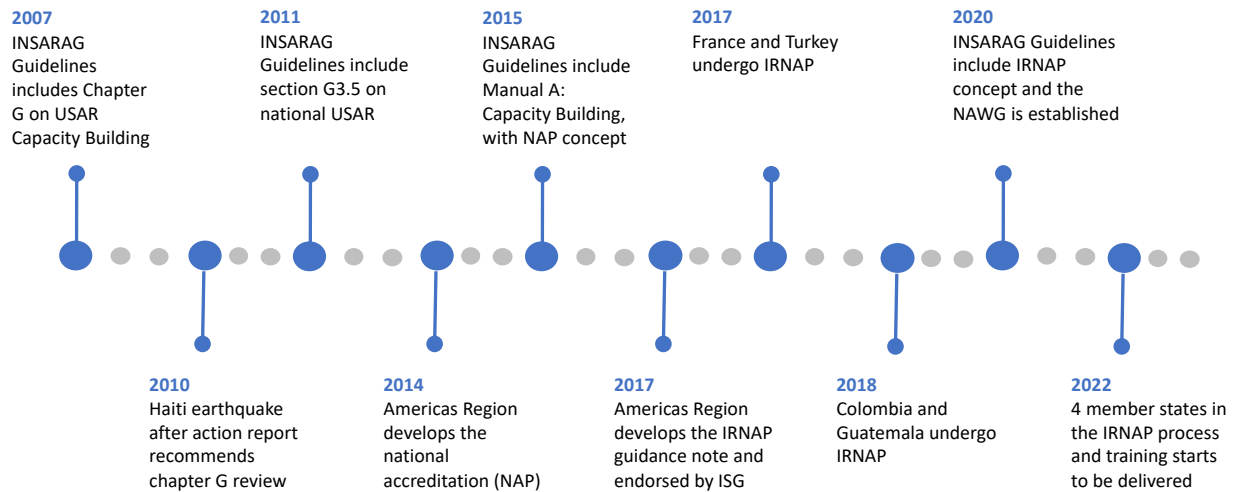 2007
INSARAG
Guidelines
includes Chapter
G on USAR
Capacity Building
2011
INSARAG
Guidelines include
section G3.5 on
national USAR
2015
INSARAG
Guidelines include
Manual A:
Capacity Building,
with NAP concept
2017
France and Turkey
undergo IRNAP
2020
INSARAG Guidelines
include IRNAP
concept and the
NAWG is established
2010
Haiti earthquake
after action report
recommends
chapter G review
2014
Americas Region
develops the
national
accreditation (NAP)
2017
Americas Region
develops the IRNAP
guidance note and
endorsed by ISG
2018
Colombia and
Guatemala undergo
IRNAP
2022
4 member states in
the IRNAP process
and training starts
to be delivered